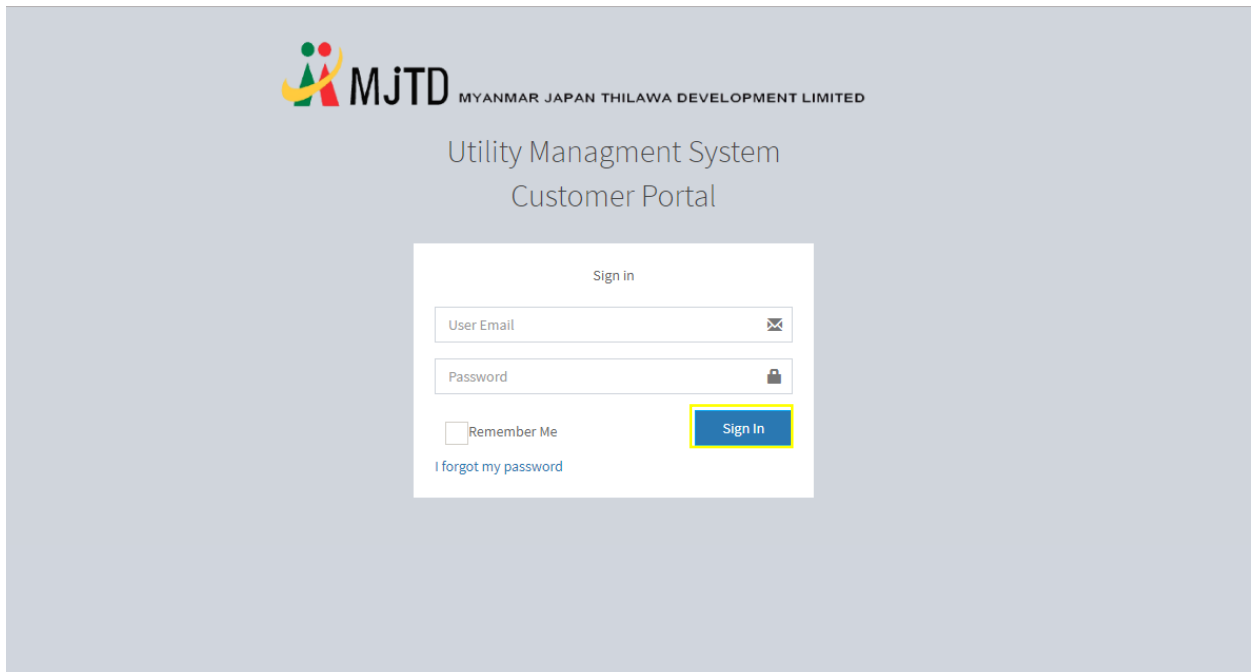 MJTD MYANMAR JAPAN THILAWA DEVELOPMENT LIMITED
Utility Managment System
Customer Portal
Sign in
User Email
Password
Remember Me
Sign In
I forgot my password